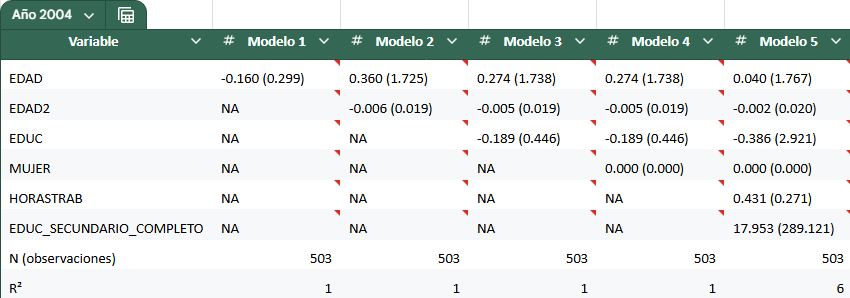 Año 2004
Variable # Modelo 1 # Modelo 2 # Modelo 3 # Modelo 4 # Modelo 5
EDAD -0.160 (0.299) 0.360 (1.725) 0.274 (1.738) 0.274 (1.738) 0.040 (1.767)
EDAD2 NA -0.006 (0.019) -0.005 (0.019) -0.005 (0.019) -0.002 (0.020)
EDUC NA NA -0.189 (0.446) -0.189 (0.446) -0.386 (2.921)
MUJER NA NA NA 0.000 (0.000) 0.000 (0.000)
HORASTRAB NA NA NA NA 0.431 (0.271)
EDUC_SECUNDARIO_COMPLETO NA NA NA NA 17.953 (289.121)
N (observaciones) 503 503 503 503 503
R² 1 1 1 1 6